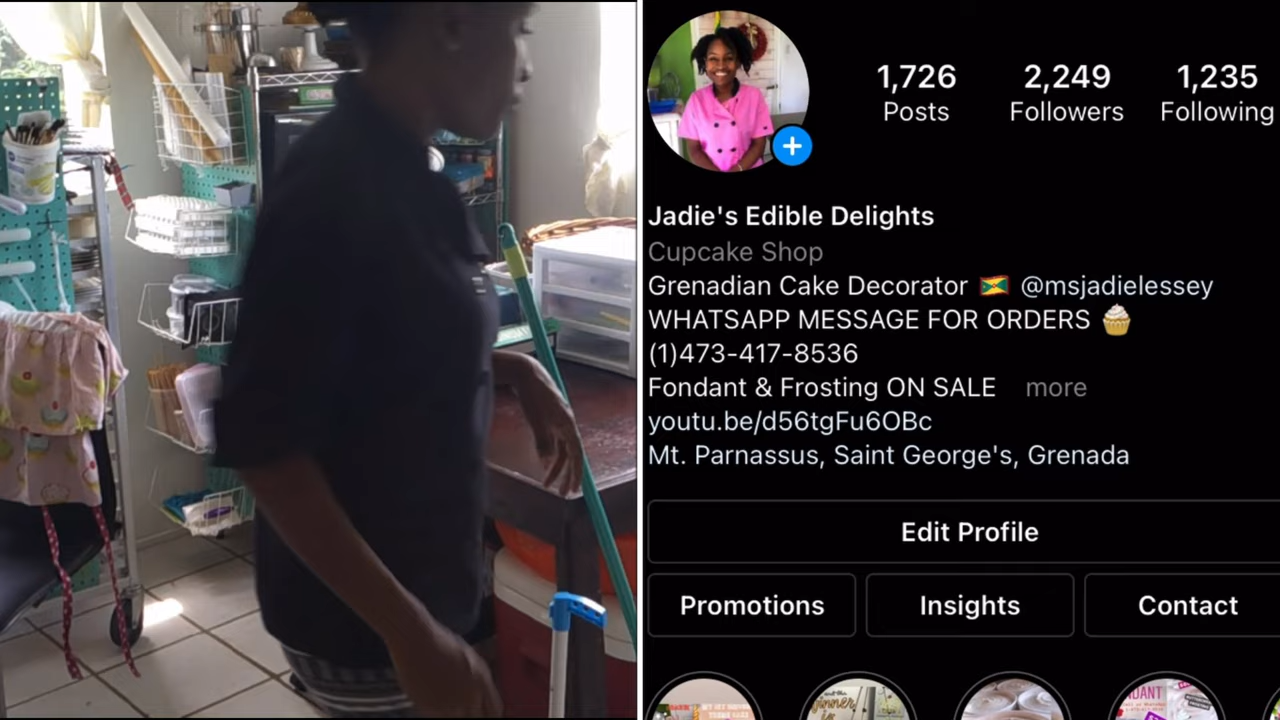 1,726
2,249
1,235
Posts
Followers
Following
Jadie's Edible Delights
Cupcake Shop
Grenadian Cake Decorator 🇬🇩 @msjadielessey
WHATSAPP MESSAGE FOR ORDERS 🧁
(1)473-417-8536
Fondant & Frosting ON SALE more
youtu.be/d56tgFu6OBc
Mt. Parnassus, Saint George's, Grenada
Edit Profile
Promotions
Insights
Contact